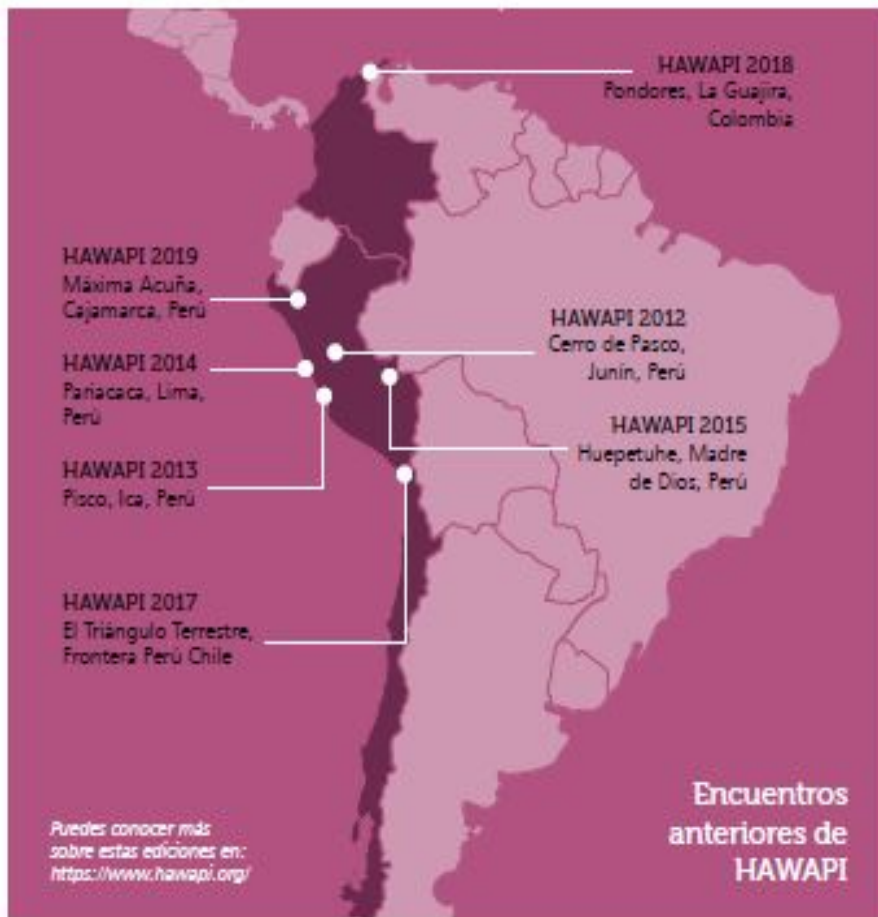 HAWAPI 2018
Pondores, La Guajira,
Colombia
HAWAPI 2019
Máxima Acuña,
Cajamarca, Perú
HAWAPI 2012
Cerro de Pasco,
Junín, Perú
HAWAPI 2014
Pariacaca, Lima,
Perú
HAWAPI 2015
Huepetuhe, Madre
de Dios, Perú
HAWAPI 2013
Pisco, Ica, Perú
HAWAPI 2017
El Triángulo Terrestre,
Frontera Perú Chile
Puedes conocer más
sobre estas ediciones en:
https://www.hawapi.org/
Encuentros
anteriores de
HAWAPI